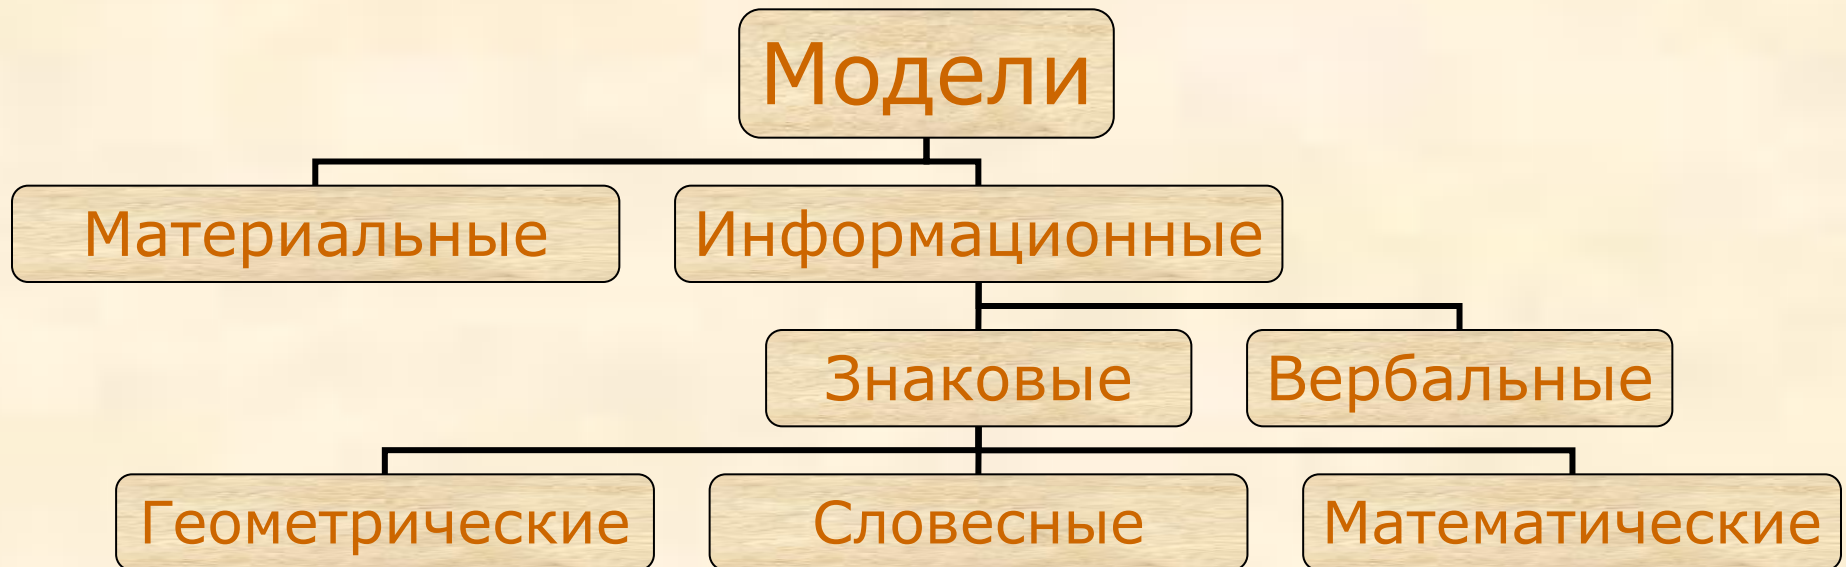 Модели
Материальные
Информационные
Знаковые
Вербальные
Геометрические
Словесные
Математические